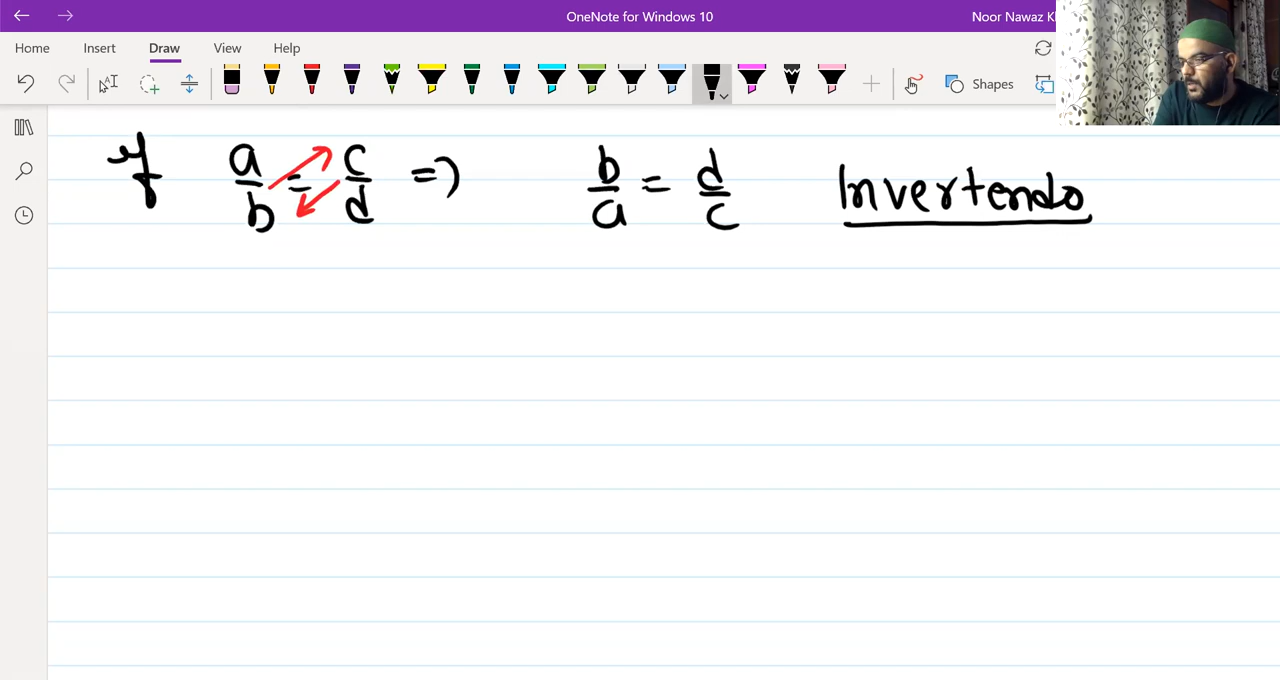 OneNote for Windows 10
Noor Nawaz
Home Insert Draw View Help
Shapes
If a/b = c/d => b/a = d/c Invertendo